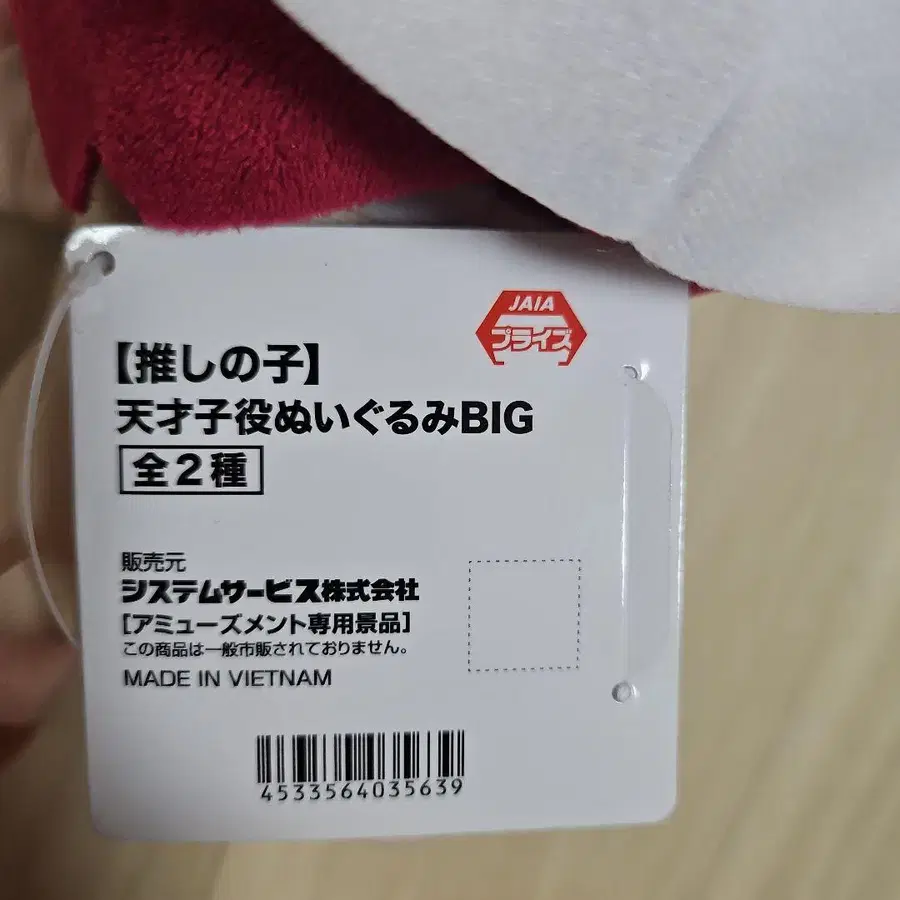 JAIA
プライズ
【推しの子】
天才子役ぬいぐるみBIG
全2種
販売元
システムサービス株式会社
[アミューズメント専用景品]
この商品は一般市販されておりません。
MADE IN VIETNAM
4533564035639